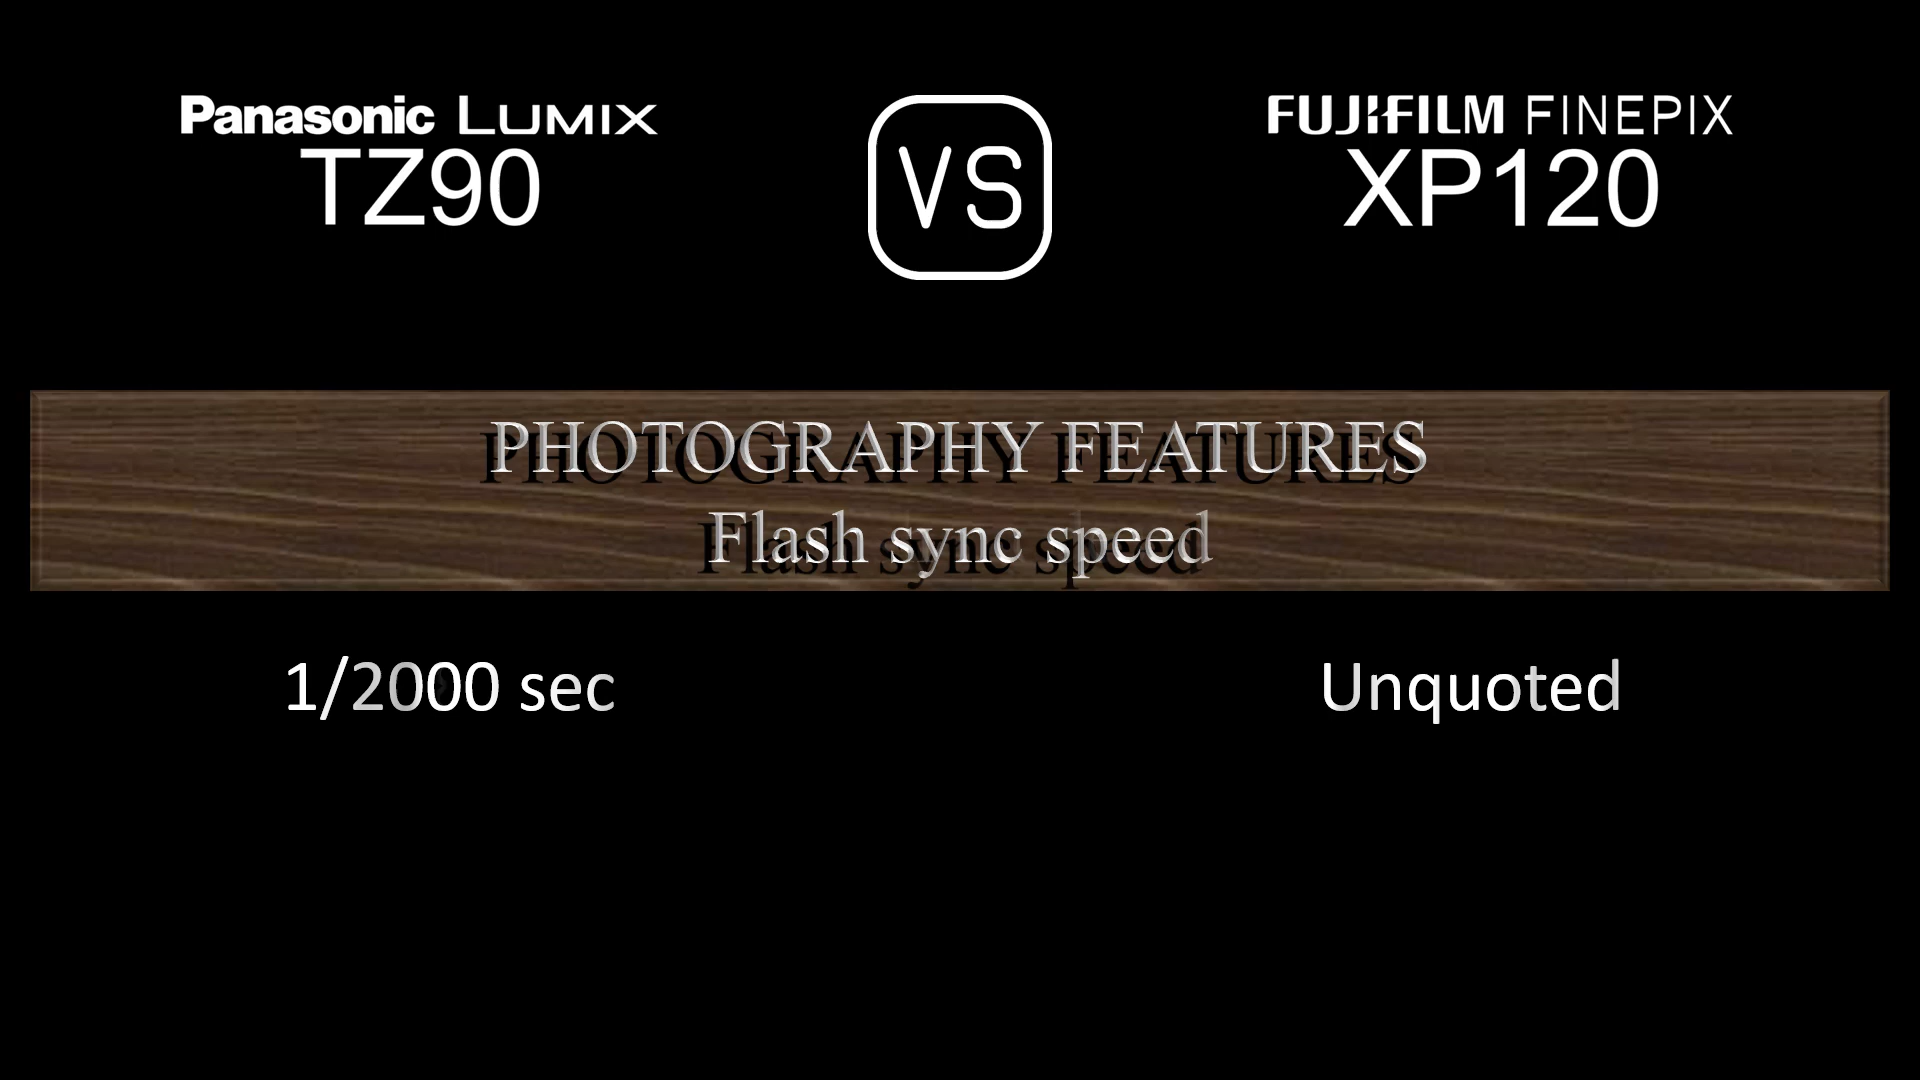 Panasonic LUMIX
TZ90
VS
FUJIFILM FINEPIX
XP120
PHOTOGRAPHY FEATURES
Flash sync speed
1/2000 sec
Unquoted